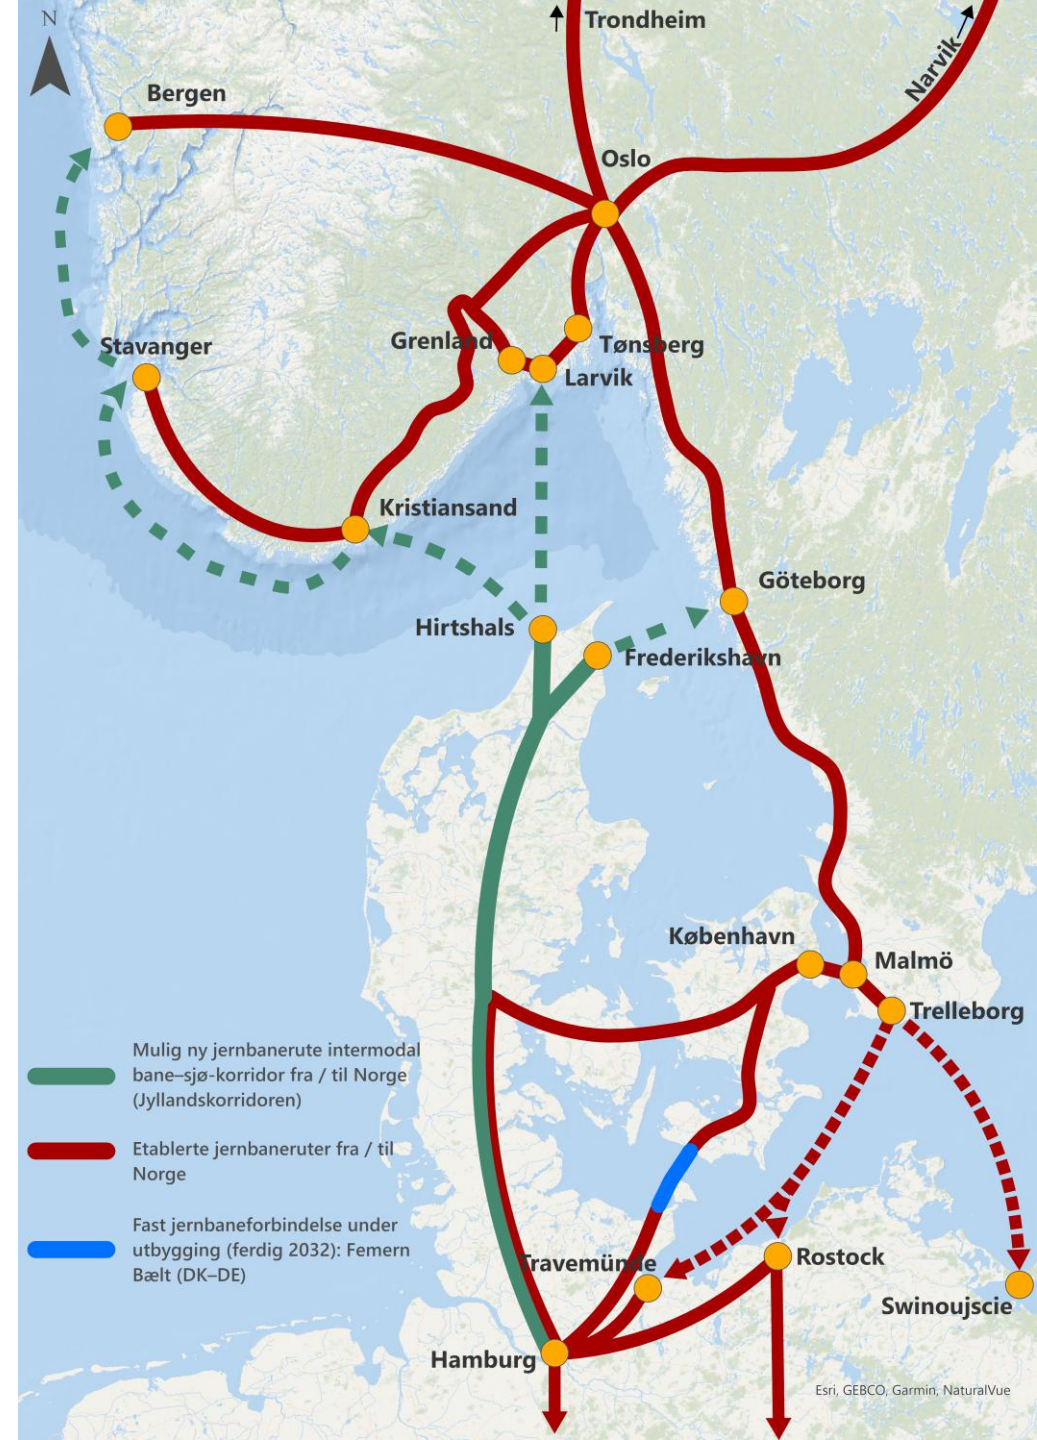 N
Trondheim
Narvik
Bergen
Oslo
Stavanger
Grenland
Tønsberg
Larvik
Kristiansand
Göteborg
Hirtshals
Frederikshavn
København
Malmö
Trelleborg
Mulig ny jernbanerute intermodal
bane–sjø-korridor fra / til Norge
(Jyllandskorridoren)
Etablerte jernbaneruter fra / til
Norge
Fast jernbaneforbindelse under
utbygging (ferdig 2032): Femern
Bælt (DK–DE)
Travemünde
Rostock
Swinoujscie
Hamburg
Esri, GEBCO, Garmin, NaturalVue